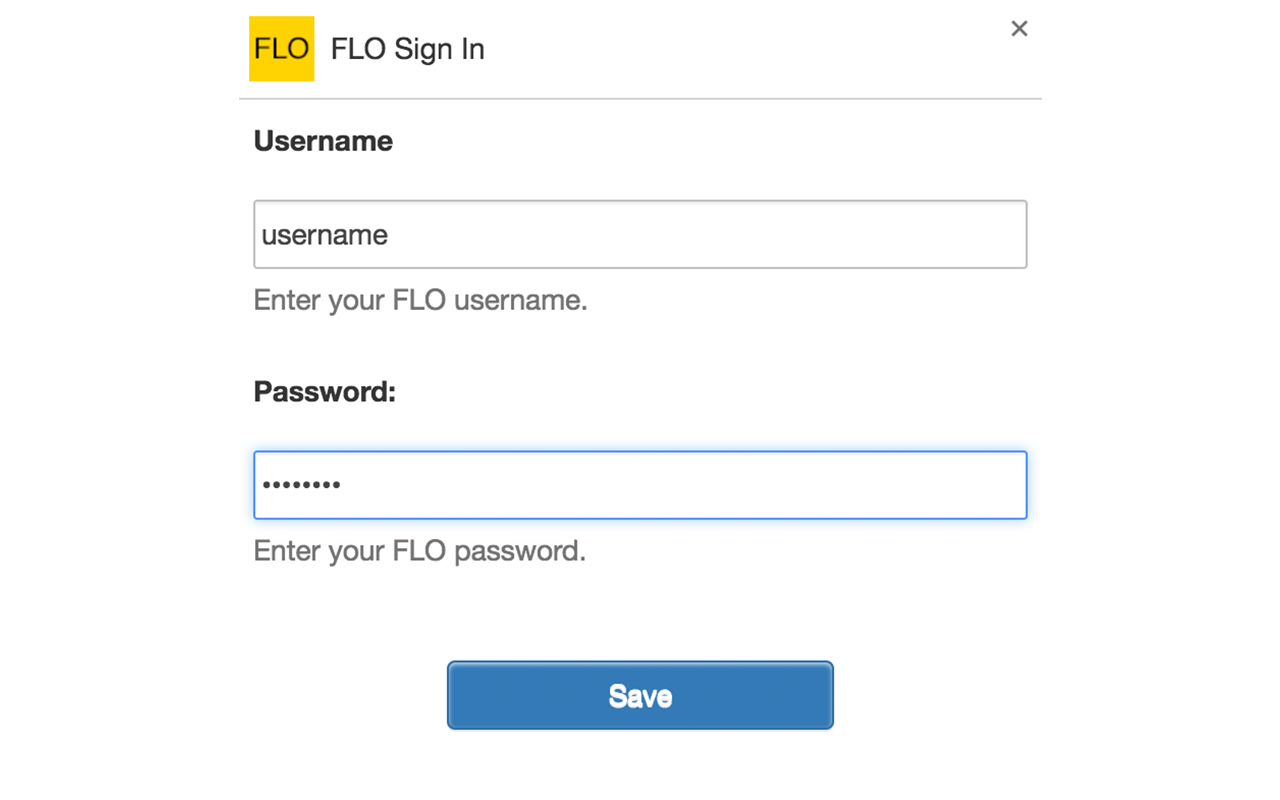 FLO FLO Sign In ×
Username
username
Enter your FLO username.
Password:
••••••••
Enter your FLO password.
Save